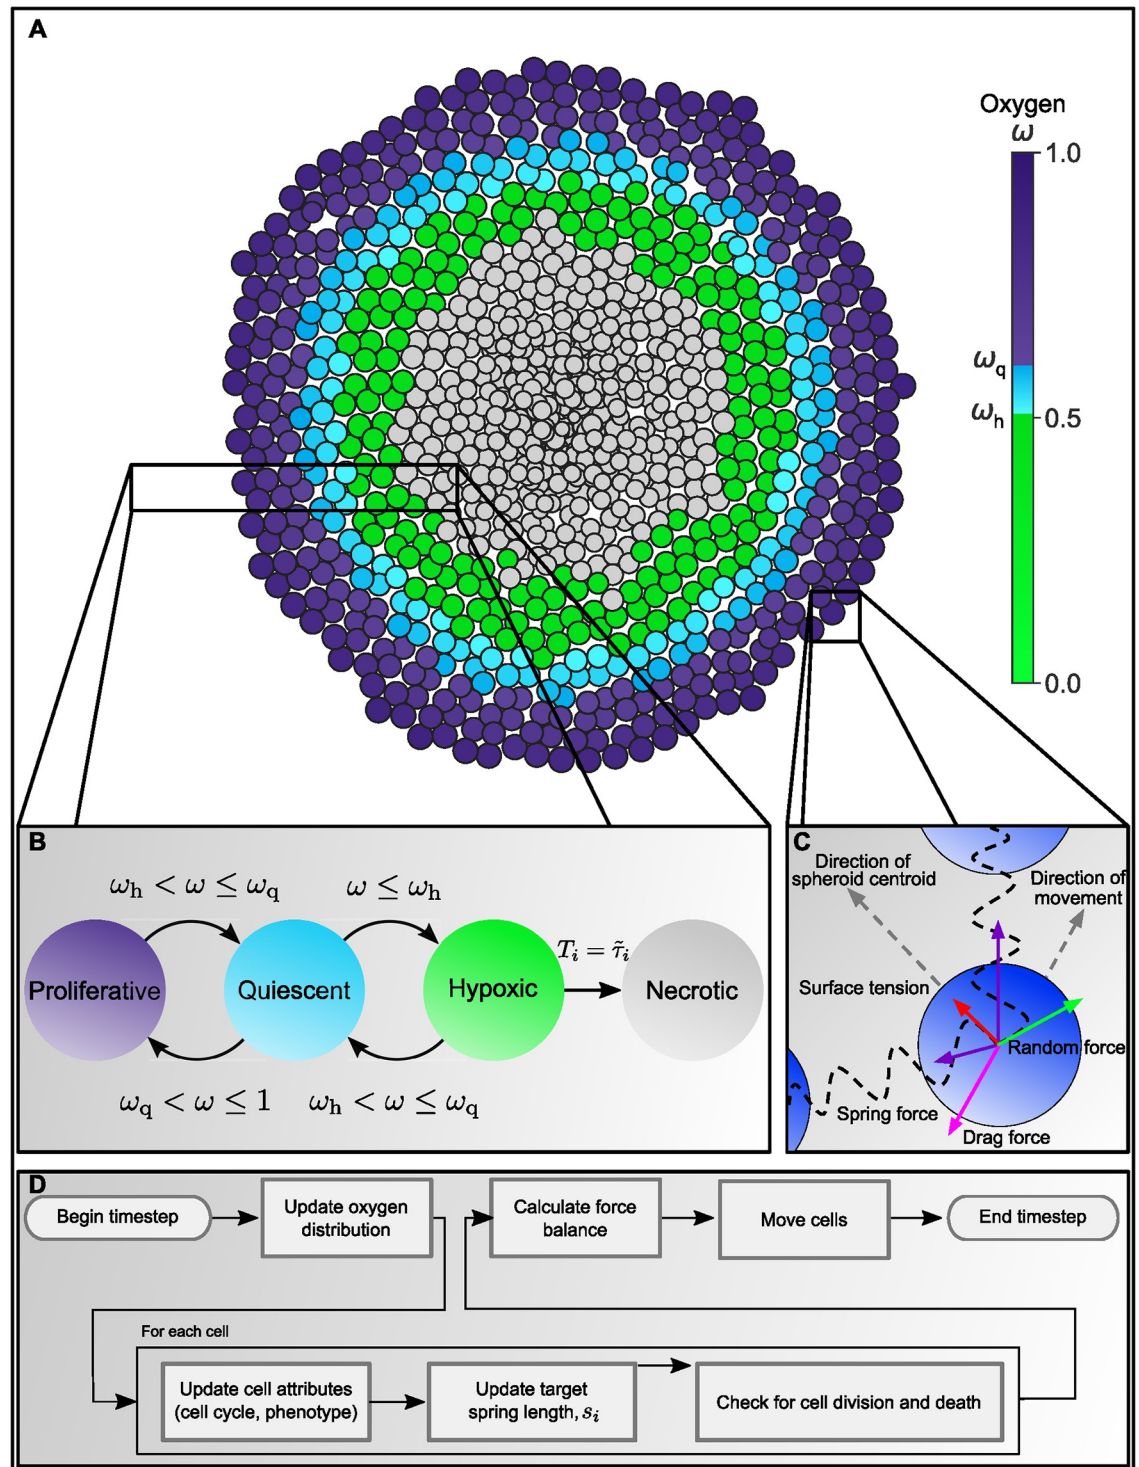 A
Oxygen
ω
1.0
ω_q
ω_h
0.5
0.0
B
ω_h < ω ≤ ω_q
ω ≤ ω_h
T_i = τ̃_i
Proliferative
Quiescent
Hypoxic
Necrotic
ω_q < ω ≤ 1
ω_h < ω ≤ ω_q
C
Direction of
spheroid centroid
Direction of
movement
Surface tension
Random force
Spring force
Drag force
D
Begin timestep
Update oxygen
distribution
Calculate force
balance
Move cells
End timestep
For each cell
Update cell attributes
(cell cycle, phenotype)
Update target
spring length, s_i
Check for cell division and death